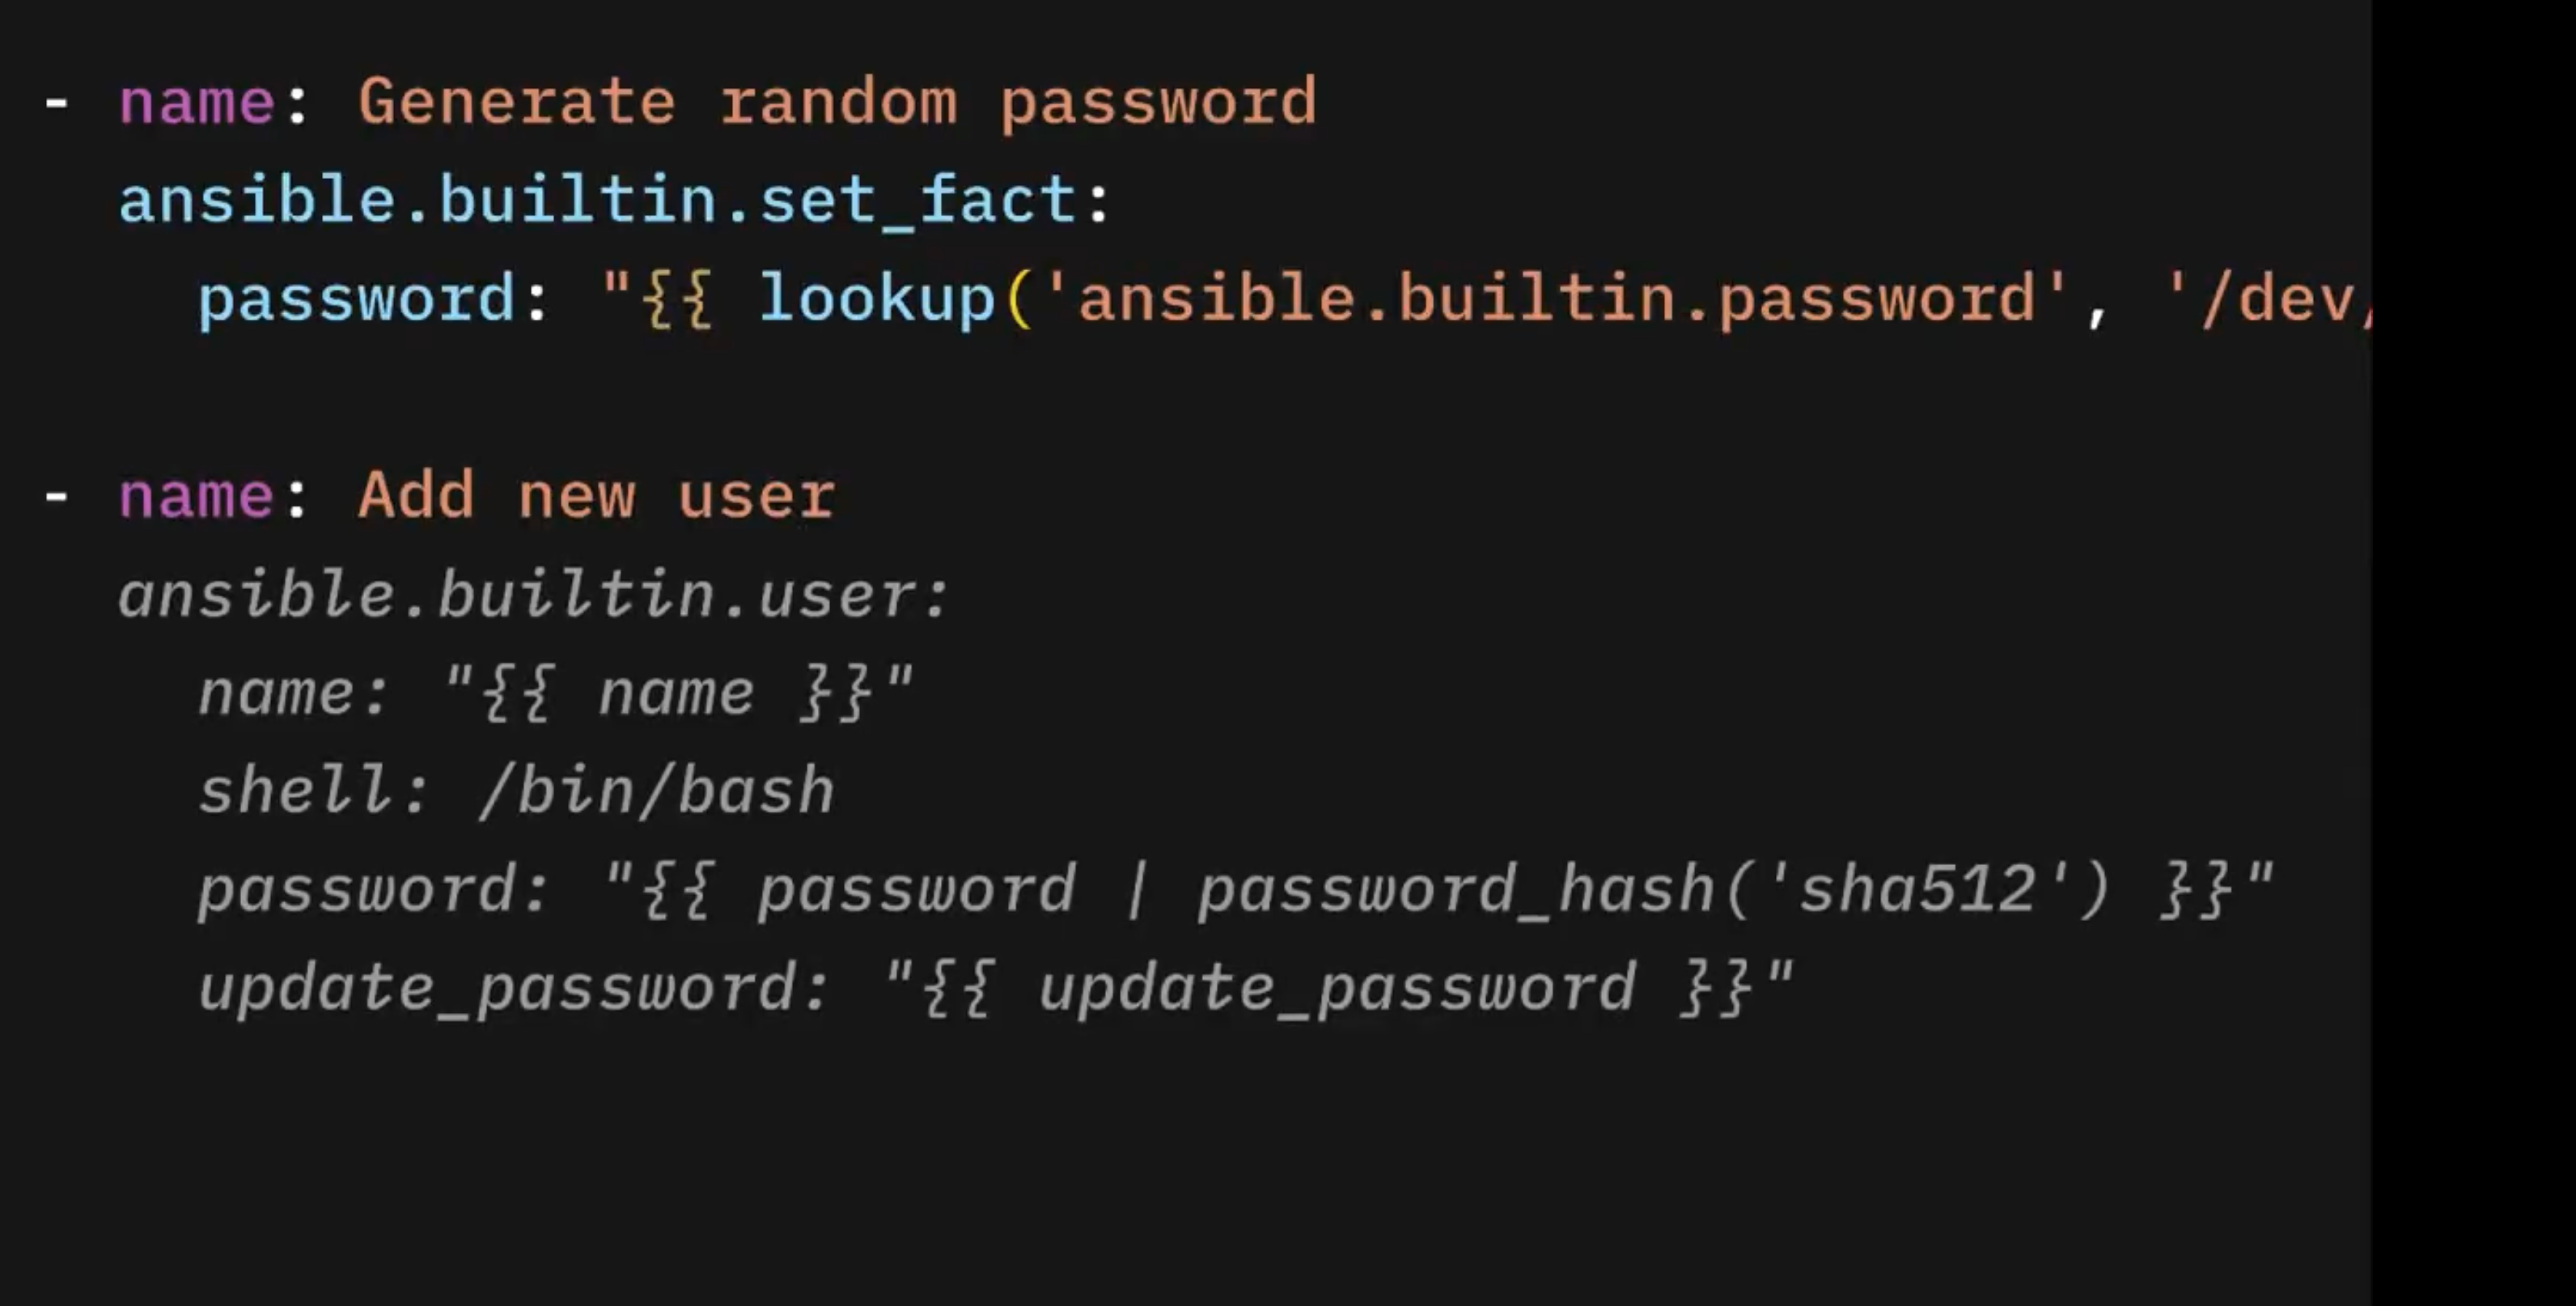 - name: Generate random password
  ansible.builtin.set_fact:
    password: "{{ lookup('ansible.builtin.password', '/dev/
- name: Add new user
  ansible.builtin.user:
    name: "{{ name }}"
    shell: /bin/bash
    password: "{{ password | password_hash('sha512') }}"
    update_password: "{{ update_password }}"